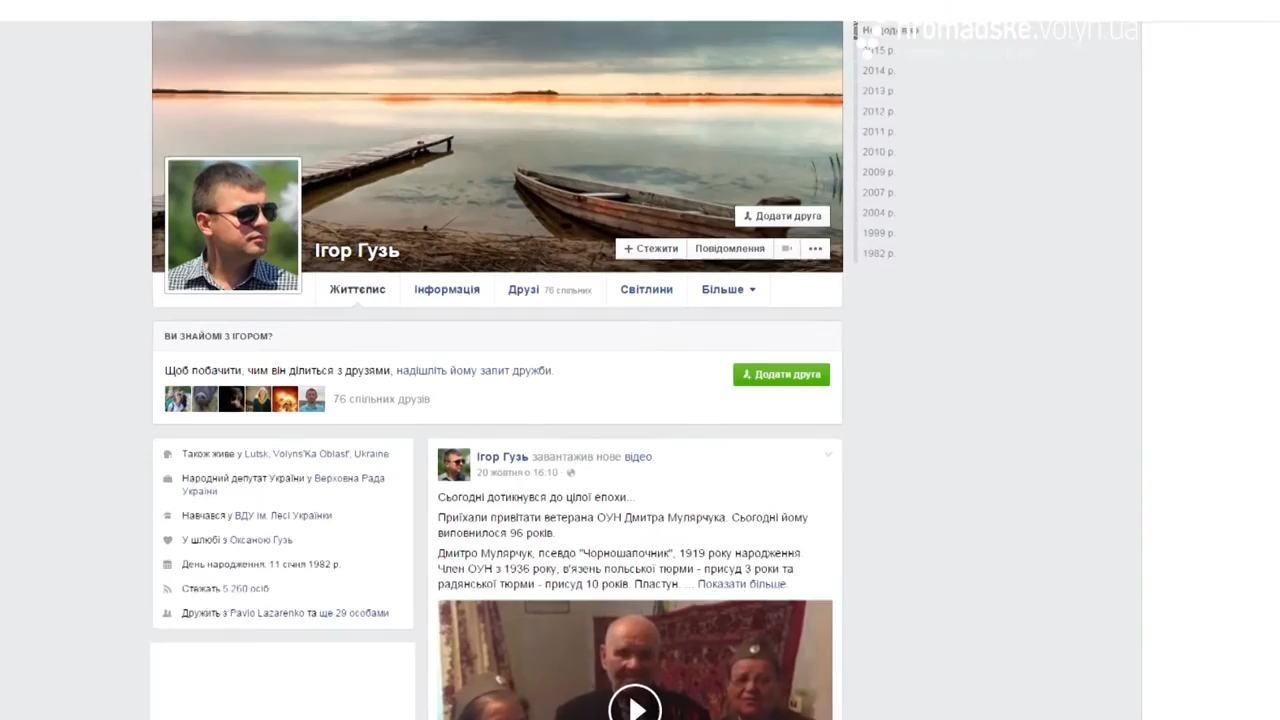 hromadske.volyn.ua
2015 р.
2014 р.
2013 р.
2012 р.
2011 р.
2010 р.
2009 р.
2007 р.
2004 р.
1999 р.
1982 р.
Додати друга
Ігор Гузь
+ Стежити
Повідомлення
Життєпис
Інформація
Друзі 76 спільних
Світлини
Більше
ВИ ЗНАЙОМІ З ІГОРОМ?
Щоб побачити, чим він ділиться з друзями, надішліть йому запит дружби.
Додати друга
76 спільних друзів
Також живе у Lutsk, Volyns'Ka Oblast', Ukraine
Народний депутат України у Верховна Рада
України
Навчався у ВДУ ім. Лесі Українки
У шлюбі з Оксаною Гузь
День народження: 11 січня 1982 р.
Стежать 5 260 осіб
Дружить з Pavlo Lazarenko та ще 29 особами
Ігор Гузь завантажив нове відео.
20 жовтня о 16:10
Сьогодні дотикнувся до цілої епохи...
Приїхали привітати ветерана ОУН Дмитра Мулярчука. Сьогодні йому
виповнилося 96 років.
Дмитро Мулярчук, псевдо "Чорношапочник", 1919 року народження.
Член ОУН з 1936 року, в'язень польської тюрми - присуд 3 роки та
радянської тюрми - присуд 10 років. Пластун. ... Показати більше.